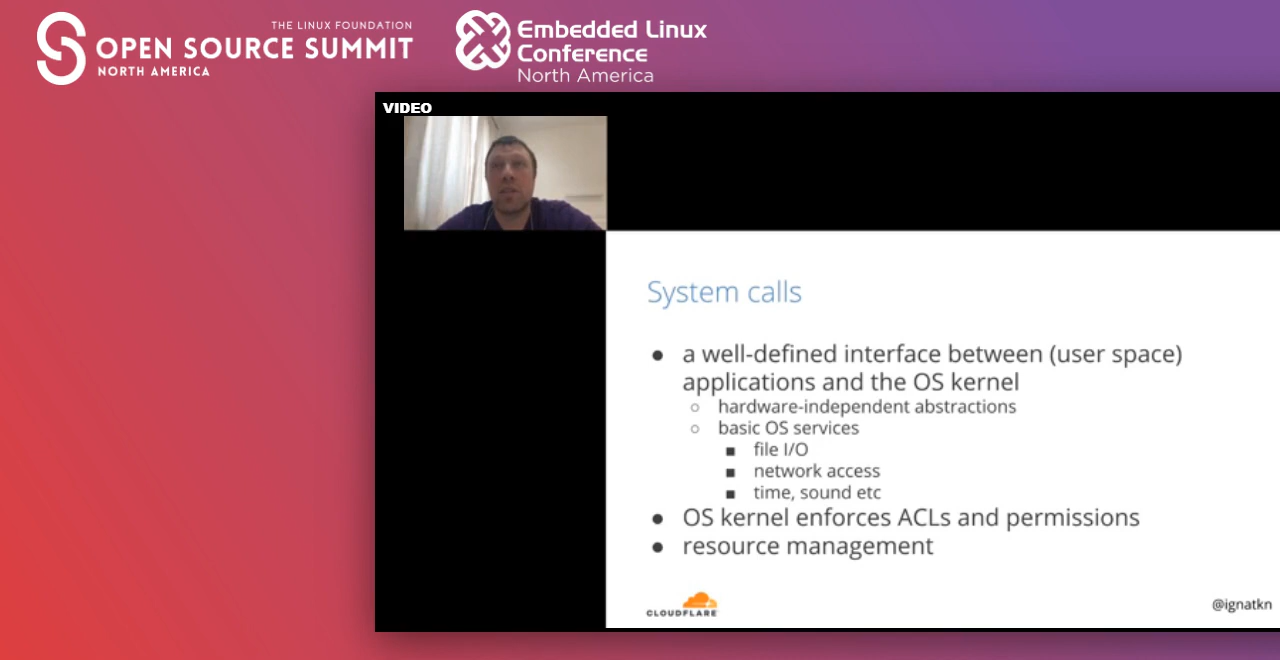 THE LINUX FOUNDATION
OPEN SOURCE SUMMIT
NORTH AMERICA
Embedded Linux
Conference
North America
VIDEO
System calls
● a well-defined interface between (user space)
applications and the OS kernel
○ hardware-independent abstractions
○ basic OS services
■ file I/O
■ network access
■ time, sound etc
● OS kernel enforces ACLs and permissions
● resource management
CLOUDFLARE
@ignatkn